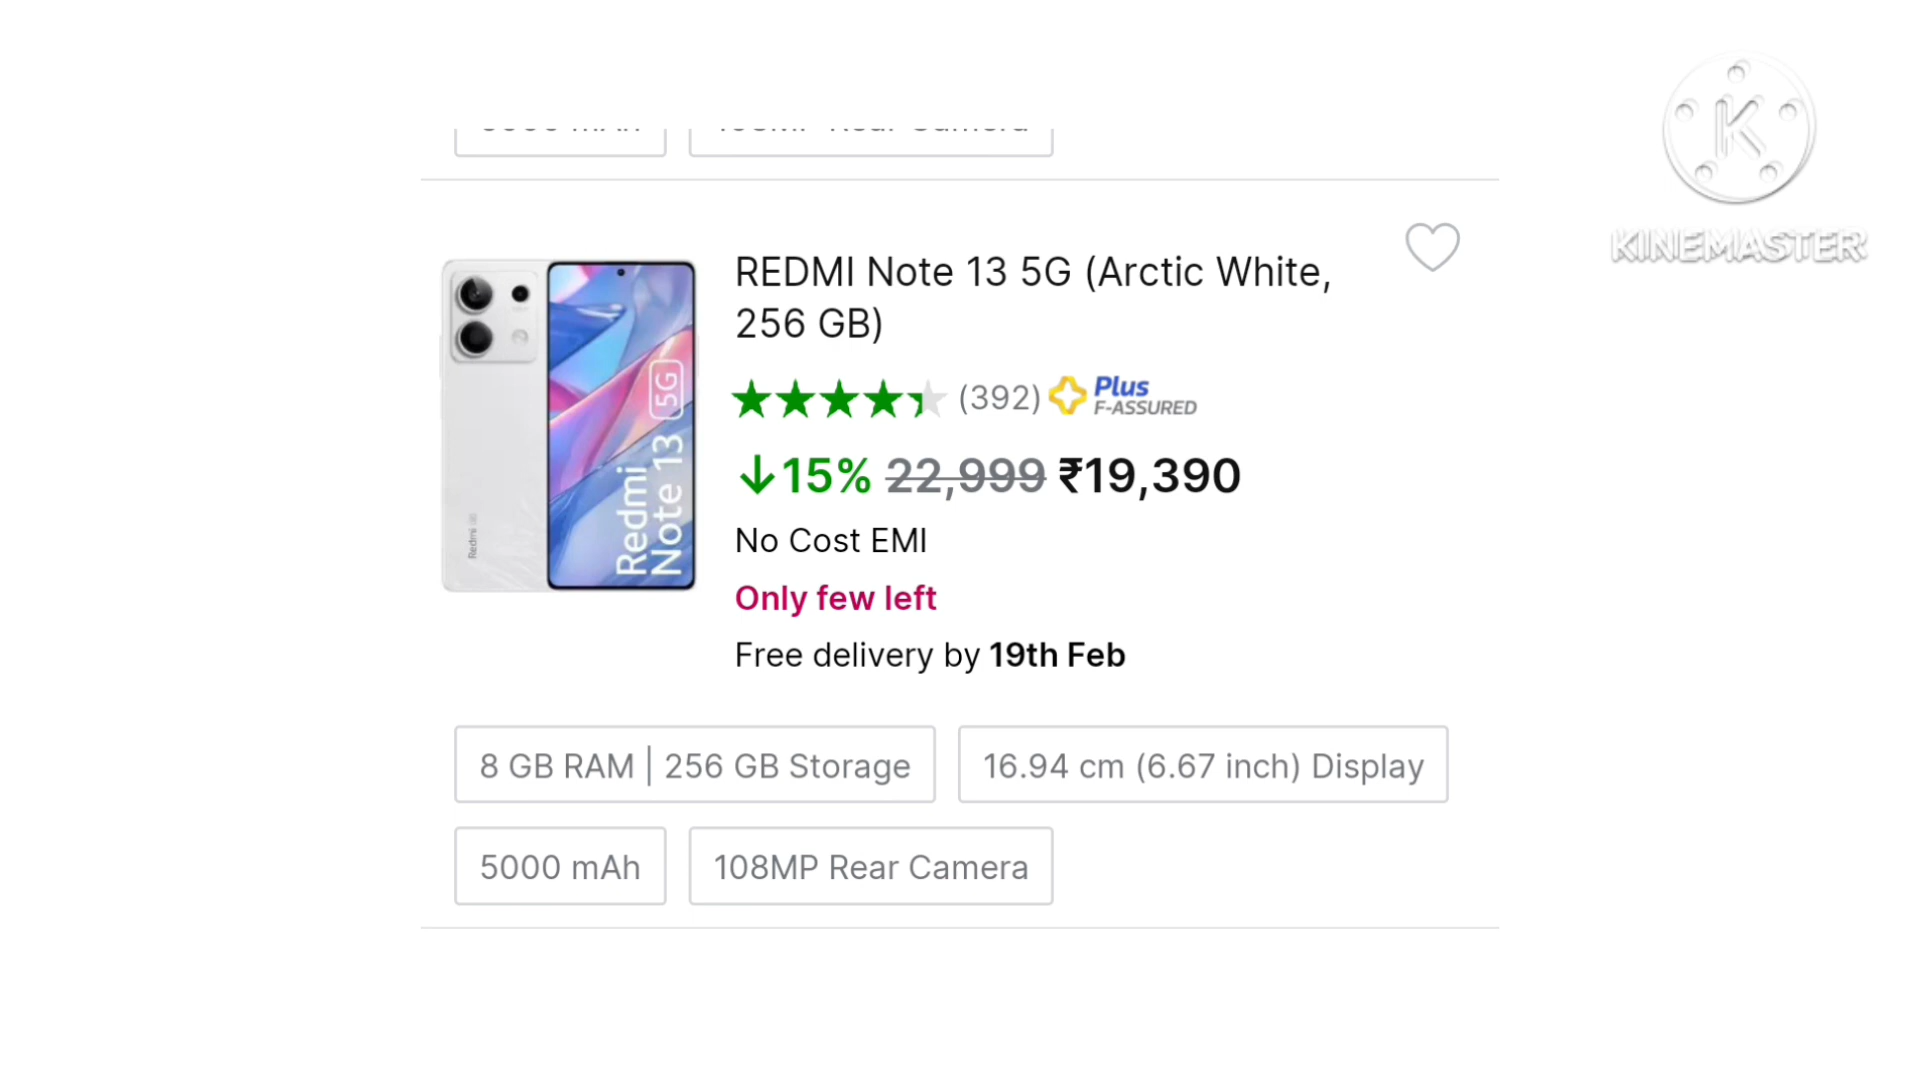 KINEMASTER
REDMI Note 13 5G (Arctic White,
256 GB)
(392) Plus
F-ASSURED
↓15% 22,999 ₹19,390
No Cost EMI
Only few left
Free delivery by 19th Feb
Redmi
Note 13 5G
Redmi
8 GB RAM | 256 GB Storage
16.94 cm (6.67 inch) Display
5000 mAh
108MP Rear Camera